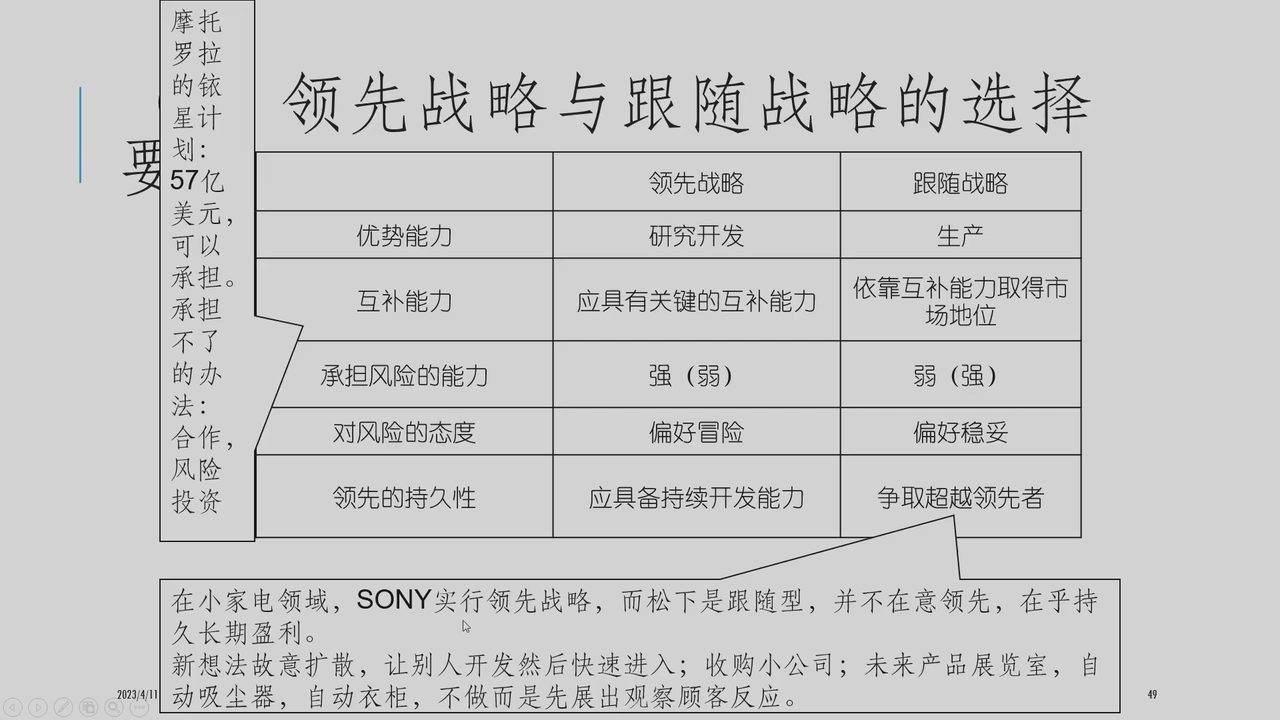 领先战略与跟随战略的选择
要
摩托
罗拉
的铱
星计
划：
57亿
美元，
可以
承担。
承担
不了
的办
法：
合作，
风险
投资
领先战略 跟随战略
优势能力 研究开发 生产
互补能力 应具有关键的互补能力 依靠互补能力取得市
场地位
承担风险的能力 强（弱） 弱（强）
对风险的态度 偏好冒险 偏好稳妥
领先的持久性 应具备持续开发能力 争取超越领先者
在小家电领域，SONY实行领先战略，而松下是跟随型，并不在意领先，在乎持
久长期盈利。
新想法故意扩散，让别人开发然后快速进入；收购小公司；未来产品展览室，自
动吸尘器，自动衣柜，不做而是先展出观察顾客反应。
2023/4/11
49